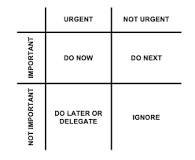 URGENT
NOT URGENT
IMPORTANT
DO NOW
DO NEXT
NOT IMPORTANT
DO LATER OR
DELEGATE
IGNORE